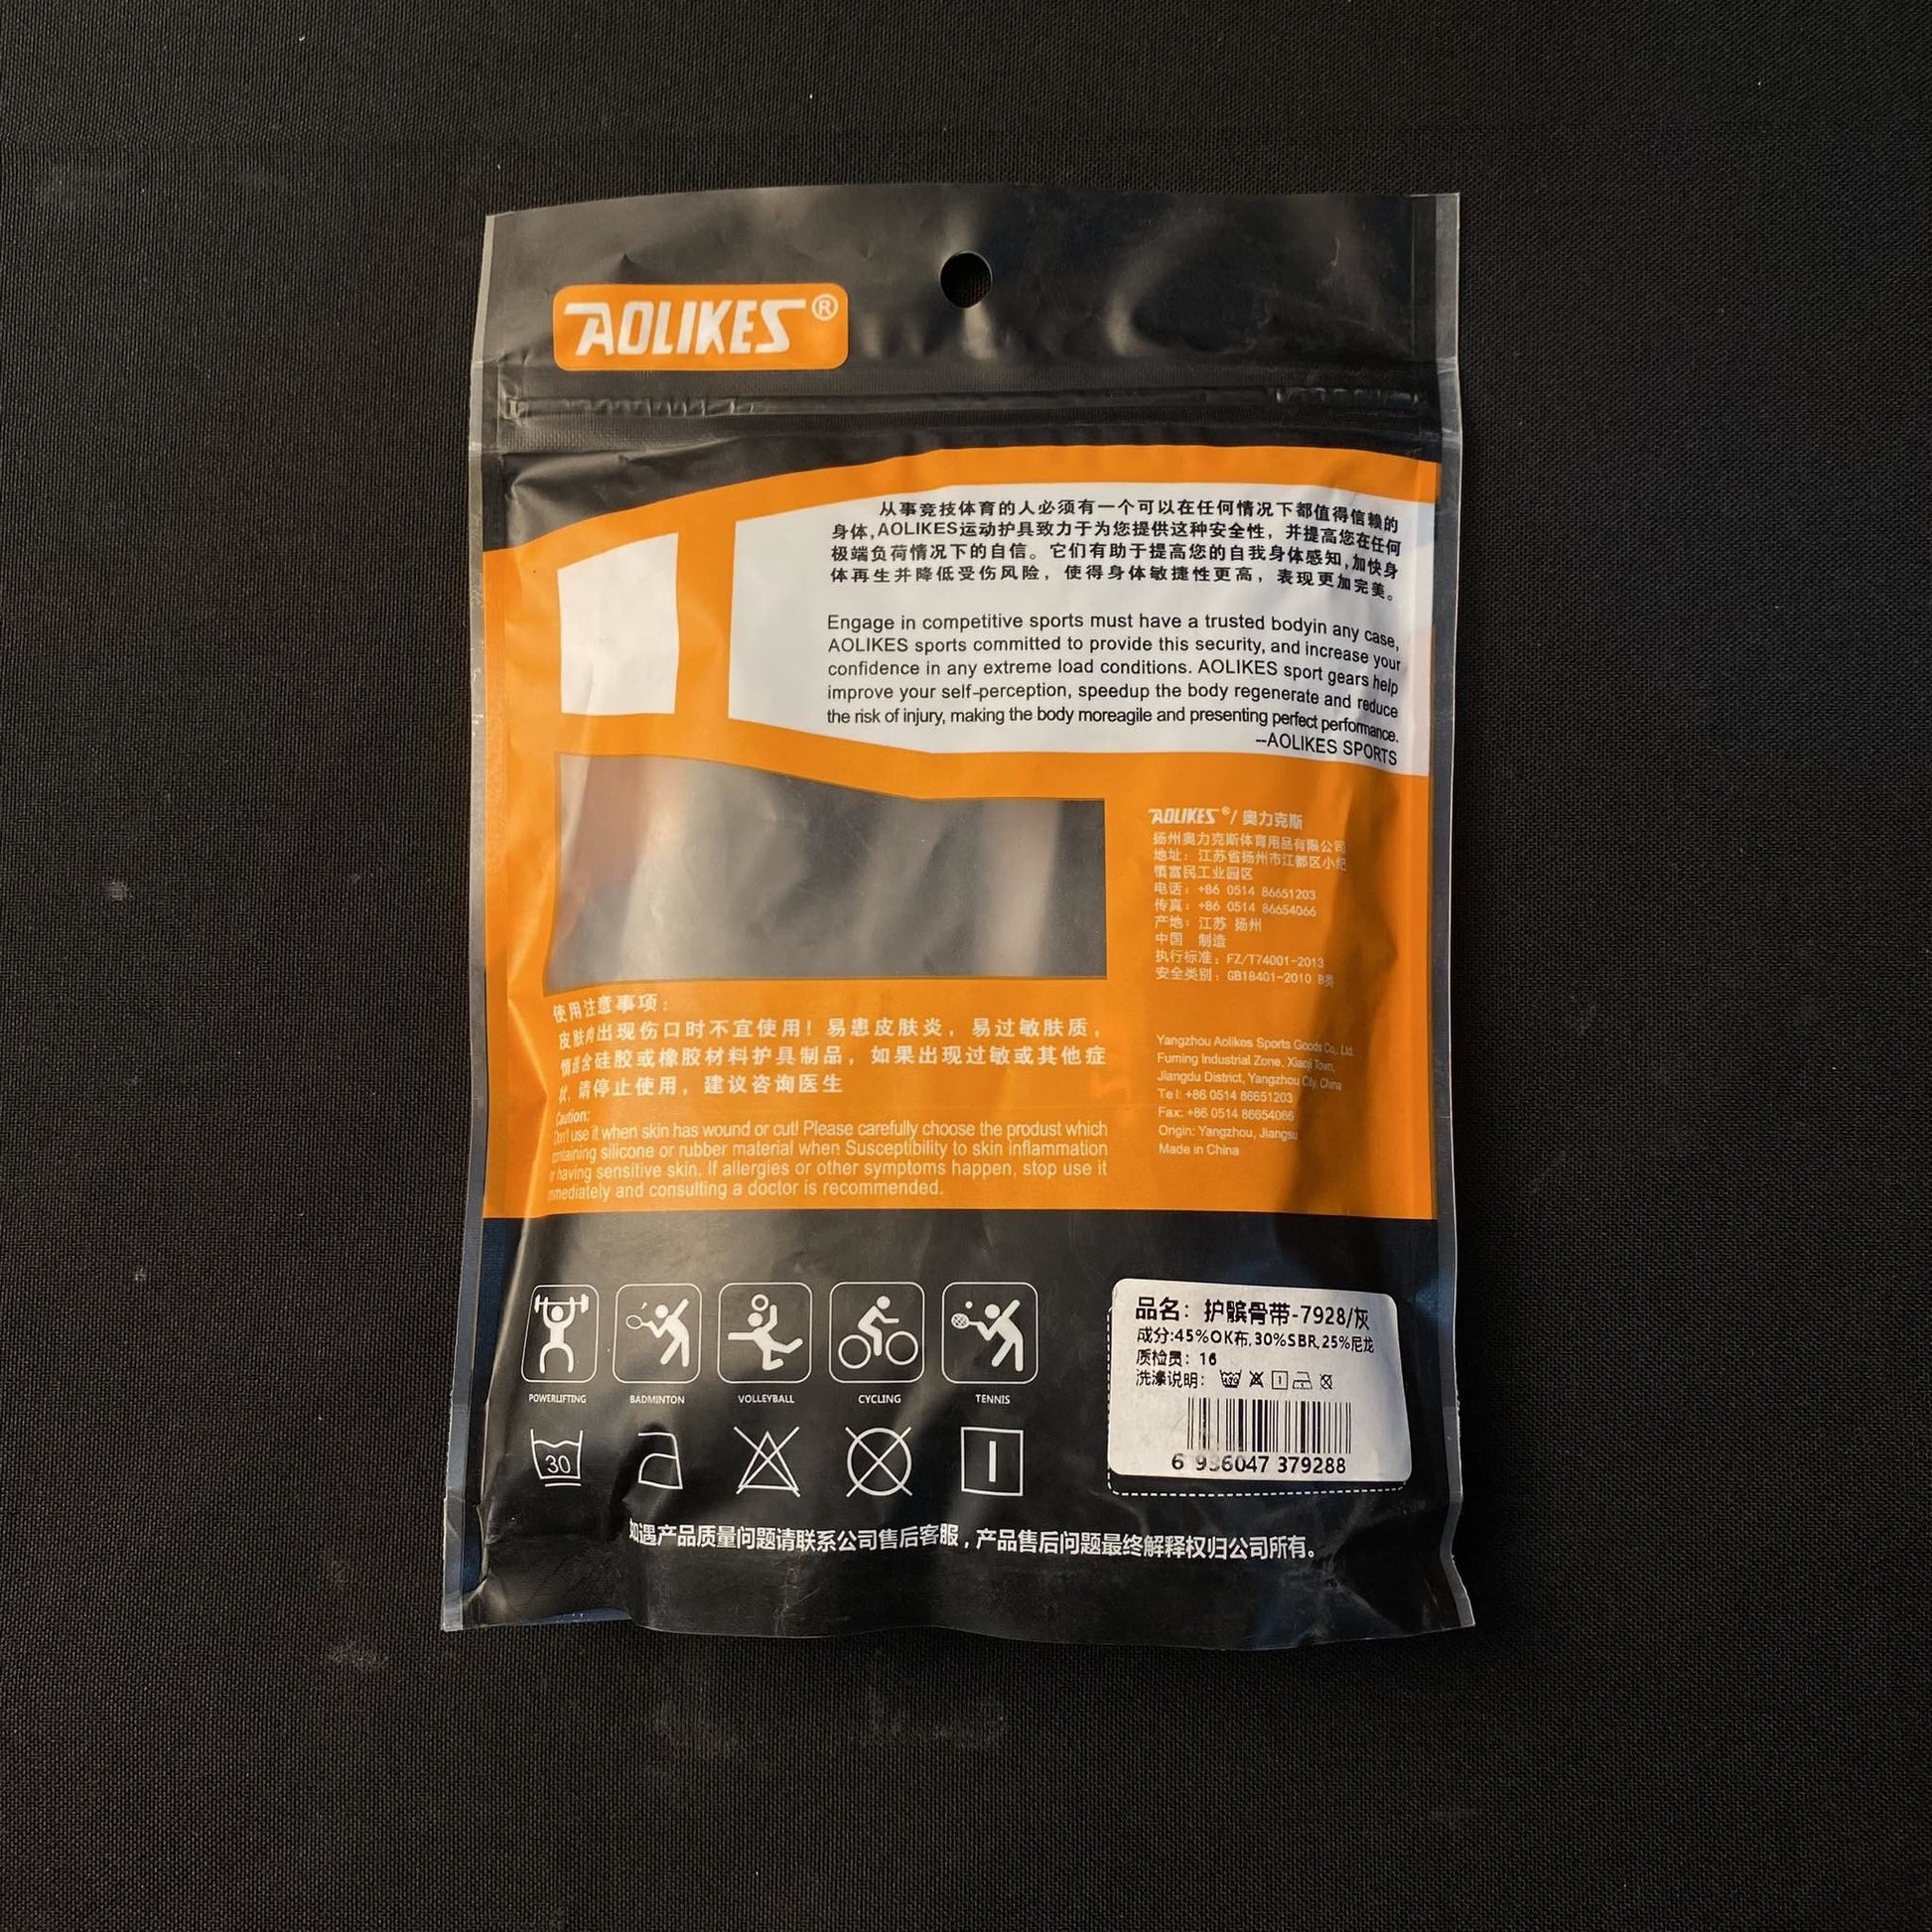 AOLIKES®
从事竞技体育的人必须有一个可以在任何情况下都值得信赖的
身体,AOLIKES运动护具致力于为您提供这种安全性，并提高您在任何
极端负荷情况下的自信。它们有助于提高您的自我身体感知,加快身
体再生并降低受伤风险，使得身体敏捷性更高，表现更加完美。
Engage in competitive sports must have a trusted bodyin any case,
AOLIKES sports committed to provide this security, and increase your
confidence in any extreme load conditions. AOLIKES sport gears help
improve your self-perception, speedup the body regenerate and reduce
the risk of injury, making the body moreagile and presenting perfect performance.
--AOLIKES SPORTS
AOLIKES®/ 奥力克斯
扬州奥力克斯体育用品有限公司
地址：江苏省扬州市江都区小纪
镇富民工业园区
电话：+86 0514 86651203
传真：+86 0514 86654066
产地：江苏 扬州
中国 制造
执行标准：FZ/T74001-2013
安全类别：GB18401-2010 B类
使用注意事项：
皮肤出现伤口时不宜使用！易患皮肤炎，易过敏肤质，
含硅胶或橡胶材料护具制品，如果出现过敏或其他症
状，请停止使用，建议咨询医生
Caution:
Don't use it when skin has wound or cut! Please carefully choose the produst which
containing silicone or rubber material when Susceptibility to skin inflammation
or having sensitive skin. If allergies or other symptoms happen, stop use it
immediately and consulting a doctor is recommended.
Yangzhou Aolikes Sports Goods Co., Ltd.
Fuming Industrial Zone, Xiaoji Town,
Jiangdu District, Yangzhou City, China
Tel: +86 0514 86651203
Fax: +86 0514 86654066
Origin: Yangzhou, Jiangsu
Made in China
POWERLIFTING BADMINTON VOLLEYBALL CYCLING TENNIS
30
品名：护髌骨带-7928/灰
成分:45%OK布,30%SBR,25%尼龙
质检员：16
洗涤说明：
6 936047 379288
如遇产品质量问题请联系公司售后客服，产品售后问题最终解释权归公司所有。